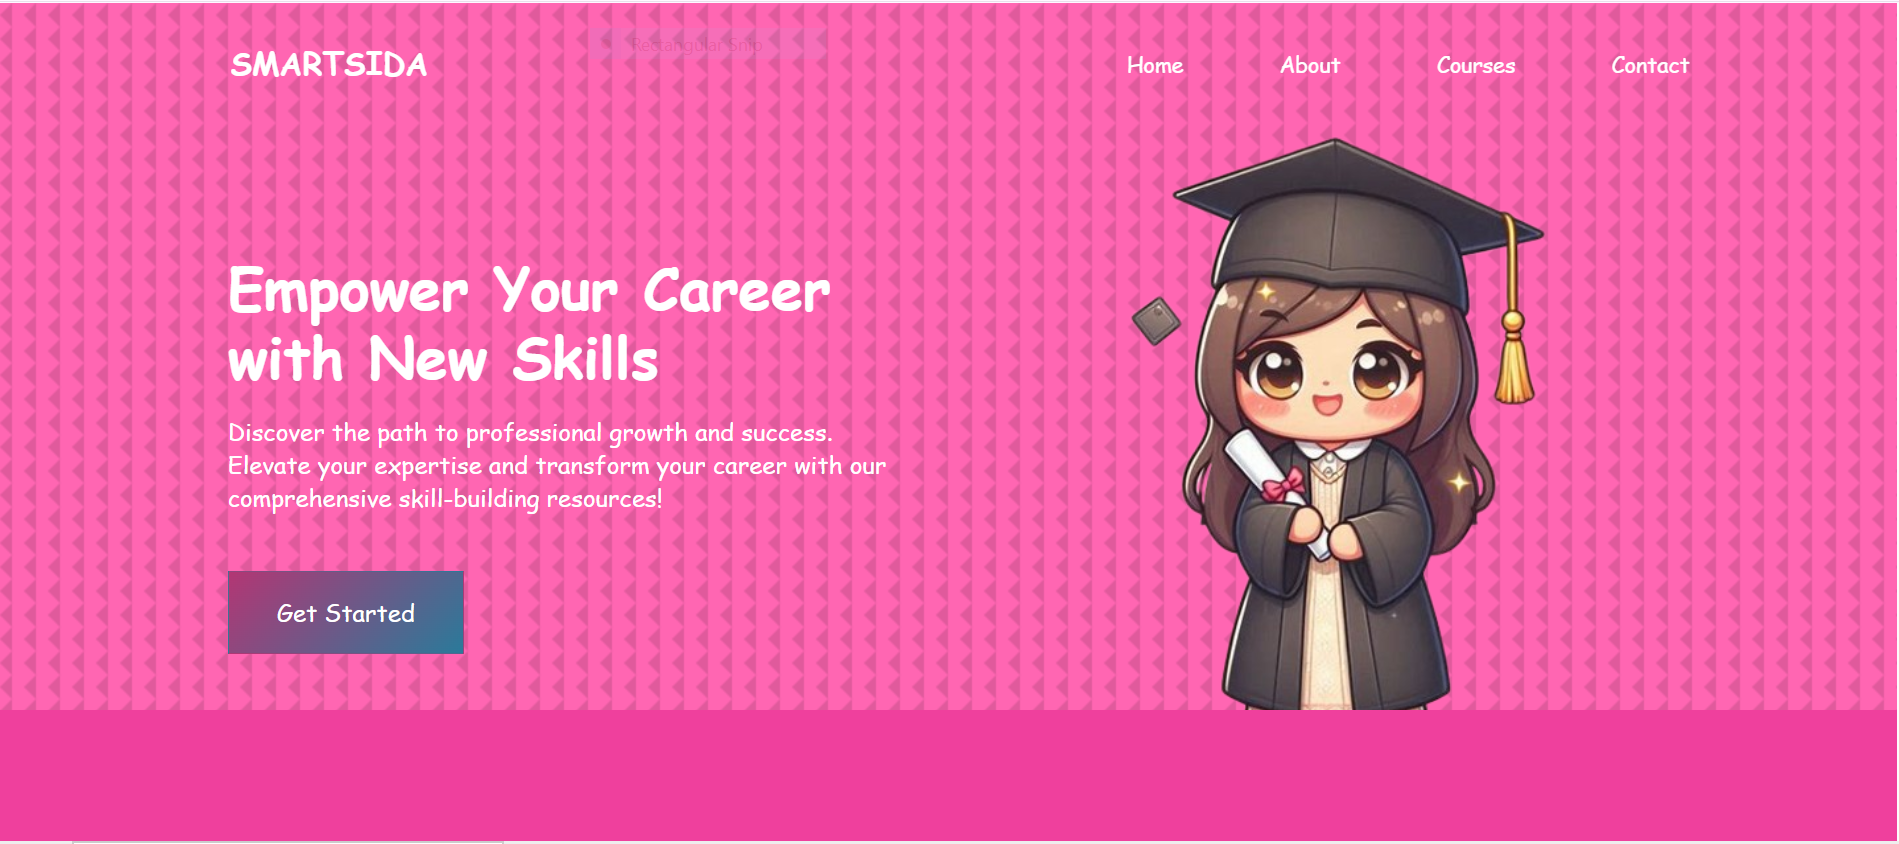 SMARTSIDA
Rectangular Snip
Home About Courses Contact
Empower Your Career
with New Skills
Discover the path to professional growth and success.
Elevate your expertise and transform your career with our
comprehensive skill-building resources!
Get Started